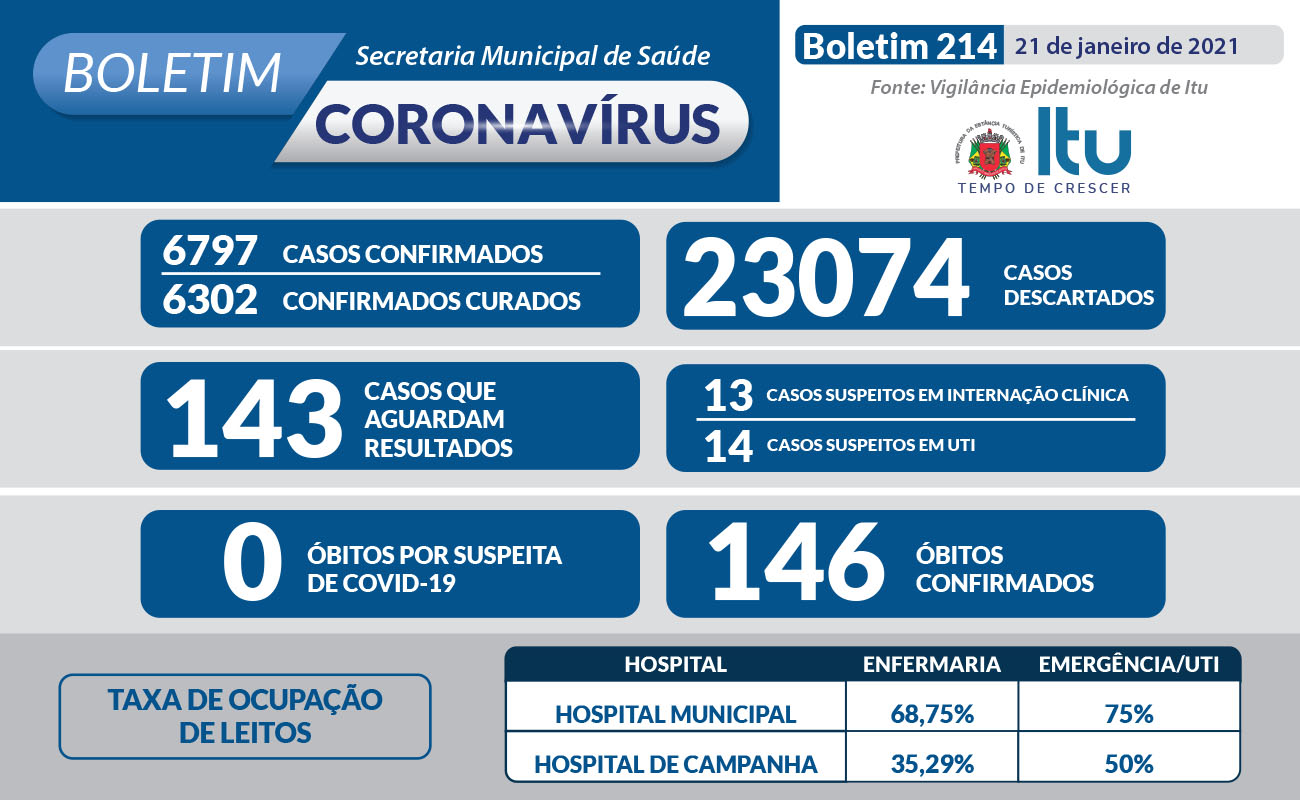 BOLETIM
Secretaria Municipal de Saúde
CORONAVÍRUS
Boletim 214
21 de janeiro de 2021
Fonte: Vigilância Epidemiológica de Itu
PREFEITURA DA ESTÂNCIA TURÍSTICA DE ITU
Itu
TEMPO DE CRESCER
6797 CASOS CONFIRMADOS
6302 CONFIRMADOS CURADOS
23074
CASOS
DESCARTADOS
143
CASOS QUE
AGUARDAM
RESULTADOS
13 CASOS SUSPEITOS EM INTERNAÇÃO CLÍNICA
14 CASOS SUSPEITOS EM UTI
0
ÓBITOS POR SUSPEITA
DE COVID-19
146
ÓBITOS
CONFIRMADOS
TAXA DE OCUPAÇÃO
DE LEITOS
HOSPITAL ENFERMARIA EMERGÊNCIA/UTI
HOSPITAL MUNICIPAL 68,75% 75%
HOSPITAL DE CAMPANHA 35,29% 50%